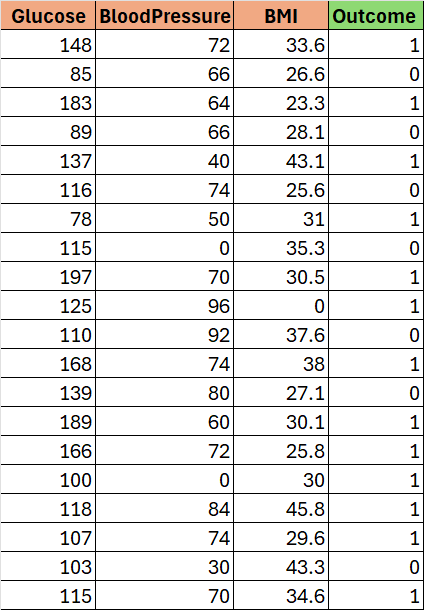 Glucose BloodPressure BMI Outcome
148 72 33.6 1
85 66 26.6 0
183 64 23.3 1
89 66 28.1 0
137 40 43.1 1
116 74 25.6 0
78 50 31 1
115 0 35.3 0
197 70 30.5 1
125 96 0 1
110 92 37.6 0
168 74 38 1
139 80 27.1 0
189 60 30.1 1
166 72 25.8 1
100 0 30 1
118 84 45.8 1
107 74 29.6 1
103 30 43.3 0
115 70 34.6 1